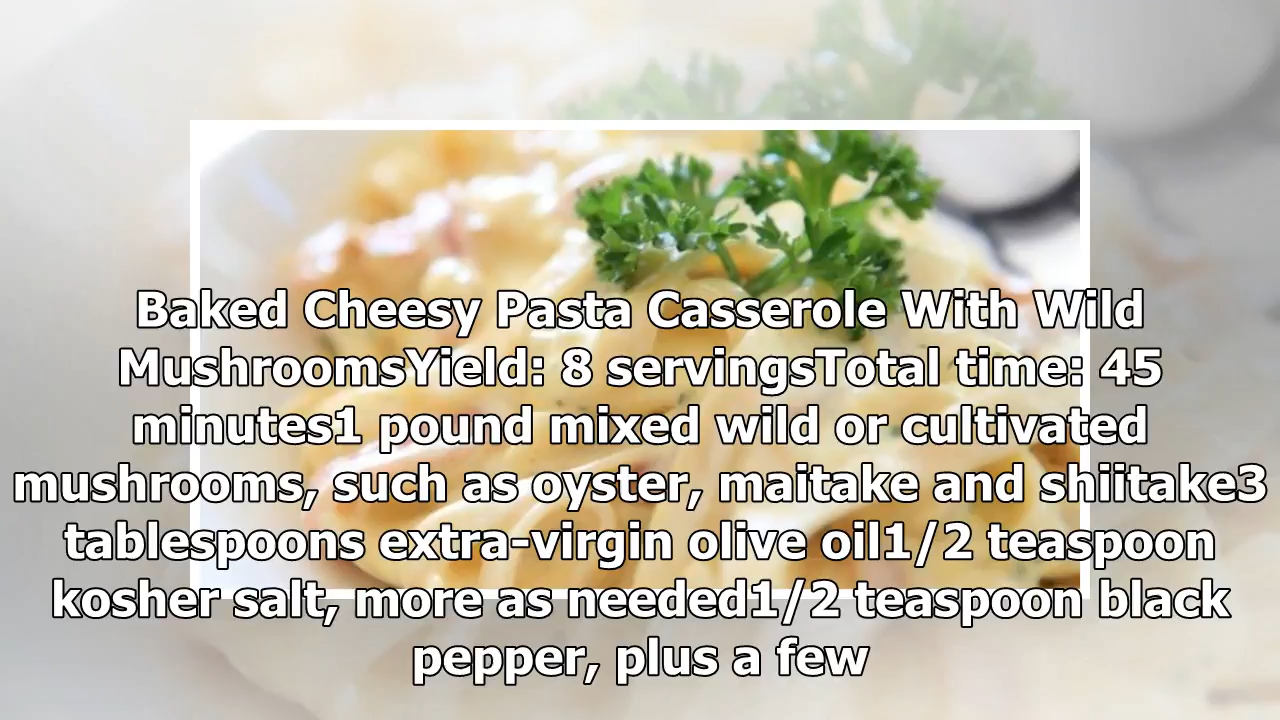 Baked Cheesy Pasta Casserole With Wild
MushroomsYield: 8 servingsTotal time: 45
minutes1 pound mixed wild or cultivated
mushrooms, such as oyster, maitake and shiitake3
tablespoons extra-virgin olive oil1/2 teaspoon
kosher salt, more as needed1/2 teaspoon black
pepper, plus a few